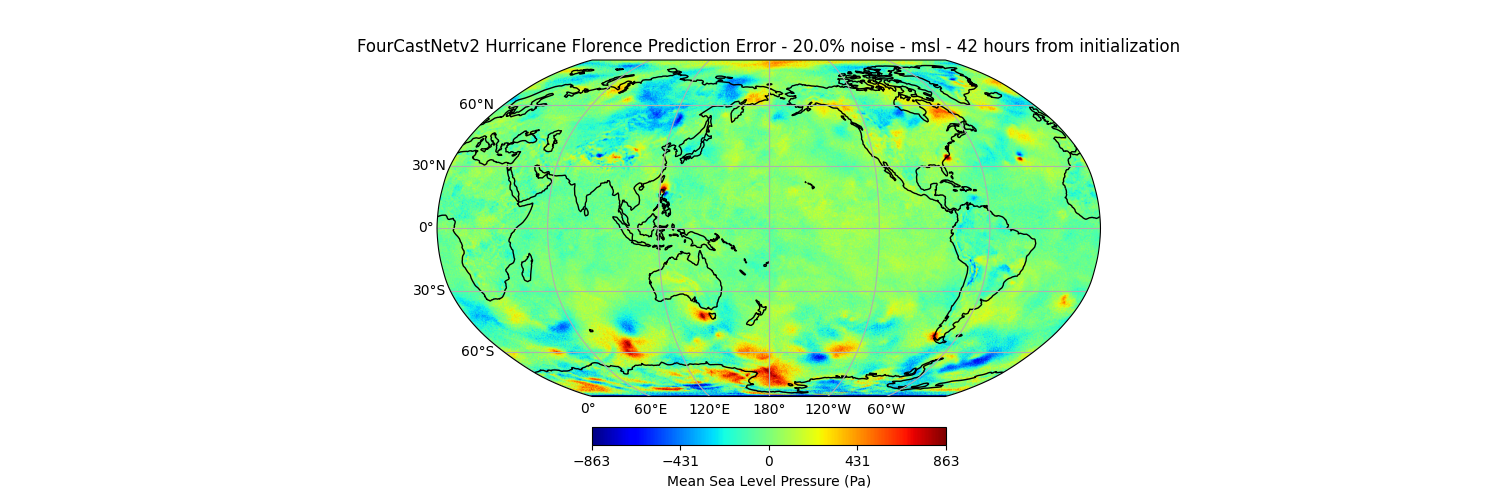 FourCastNetv2 Hurricane Florence Prediction Error - 20.0% noise - msl - 42 hours from initialization
60°N
30°N
0°
30°S
60°S
0° 60°E 120°E 180° 120°W 60°W
−863 −431 0 431 863
Mean Sea Level Pressure (Pa)